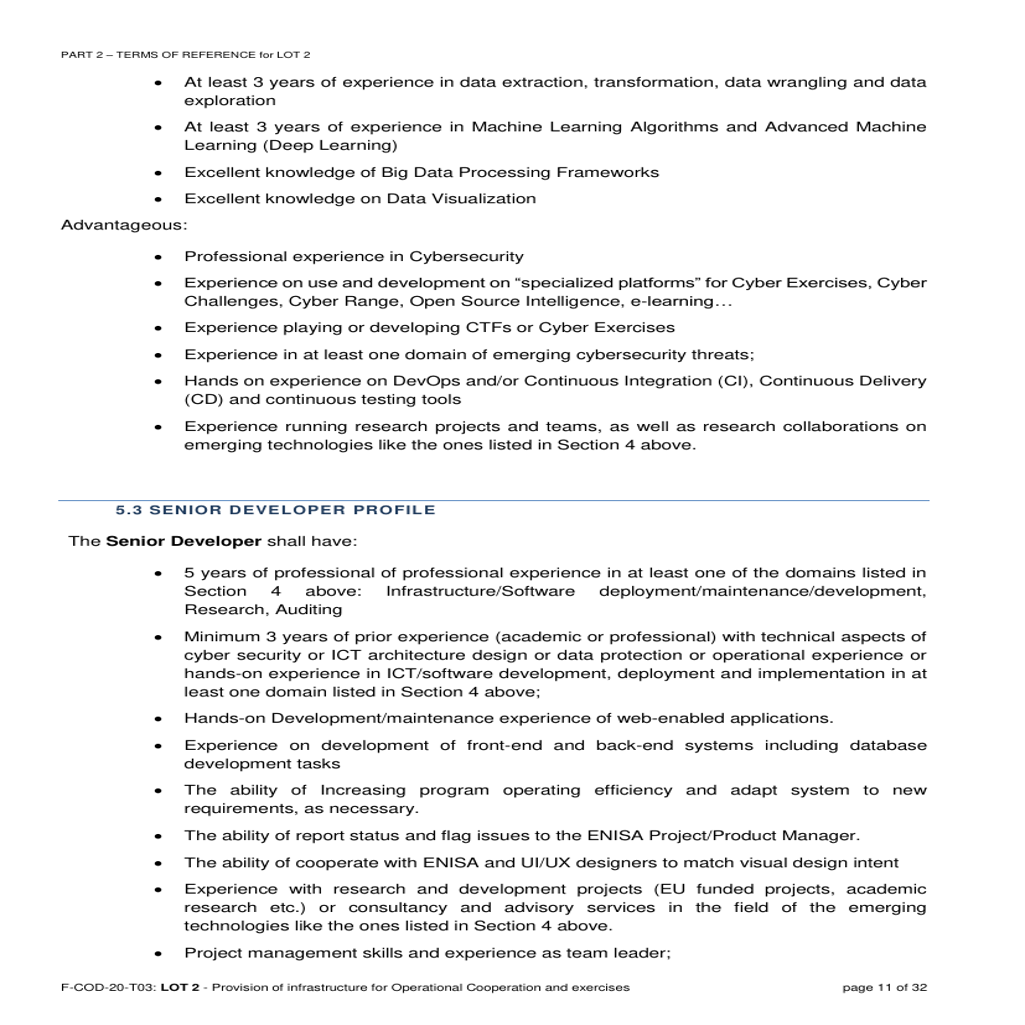 PART 2 – TERMS OF REFERENCE for LOT 2
• At least 3 years of experience in data extraction, transformation, data wrangling and data
exploration
• At least 3 years of experience in Machine Learning Algorithms and Advanced Machine
Learning (Deep Learning)
• Excellent knowledge of Big Data Processing Frameworks
• Excellent knowledge on Data Visualization
Advantageous:
• Professional experience in Cybersecurity
• Experience on use and development on “specialized platforms” for Cyber Exercises, Cyber
Challenges, Cyber Range, Open Source Intelligence, e-learning…
• Experience playing or developing CTFs or Cyber Exercises
• Experience in at least one domain of emerging cybersecurity threats;
• Hands on experience on DevOps and/or Continuous Integration (CI), Continuous Delivery
(CD) and continuous testing tools
• Experience running research projects and teams, as well as research collaborations on
emerging technologies like the ones listed in Section 4 above.
5.3 SENIOR DEVELOPER PROFILE
The Senior Developer shall have:
• 5 years of professional of professional experience in at least one of the domains listed in
Section 4 above: Infrastructure/Software deployment/maintenance/development,
Research, Auditing
• Minimum 3 years of prior experience (academic or professional) with technical aspects of
cyber security or ICT architecture design or data protection or operational experience or
hands-on experience in ICT/software development, deployment and implementation in at
least one domain listed in Section 4 above;
• Hands-on Development/maintenance experience of web-enabled applications.
• Experience on development of front-end and back-end systems including database
development tasks
• The ability of Increasing program operating efficiency and adapt system to new
requirements, as necessary.
• The ability of report status and flag issues to the ENISA Project/Product Manager.
• The ability of cooperate with ENISA and UI/UX designers to match visual design intent
• Experience with research and development projects (EU funded projects, academic
research etc.) or consultancy and advisory services in the field of the emerging
technologies like the ones listed in Section 4 above.
• Project management skills and experience as team leader;
F-COD-20-T03: LOT 2 - Provision of infrastructure for Operational Cooperation and exercises page 11 of 32